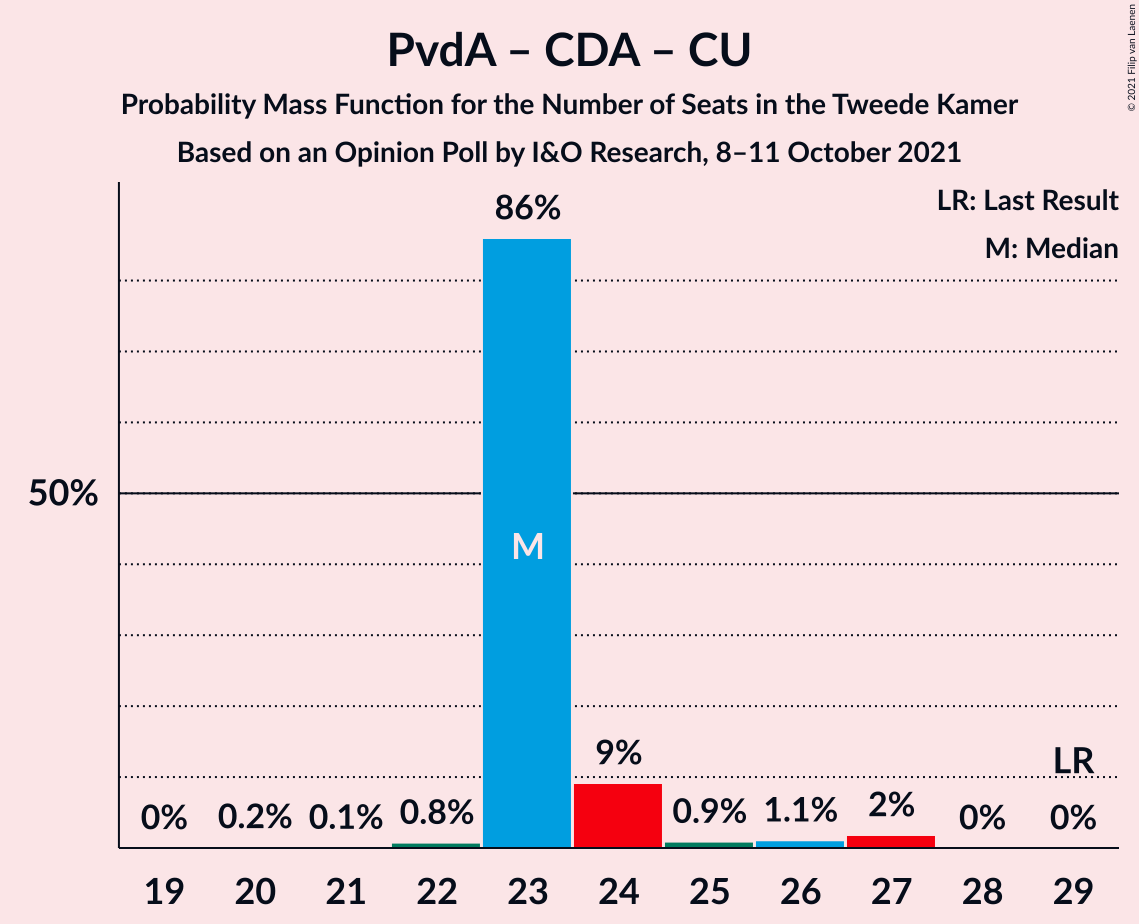 PvdA – CDA – CU
Probability Mass Function for the Number of Seats in the Tweede Kamer
Based on an Opinion Poll by I&O Research, 8–11 October 2021
© 2021 Filip van Laenen
LR: Last Result
M: Median
86%
50%
M
9%
LR
0%
0.2%
0.1%
0.8%
0.9%
1.1%
2%
0%
0%
19 20 21 22 23 24 25 26 27 28 29